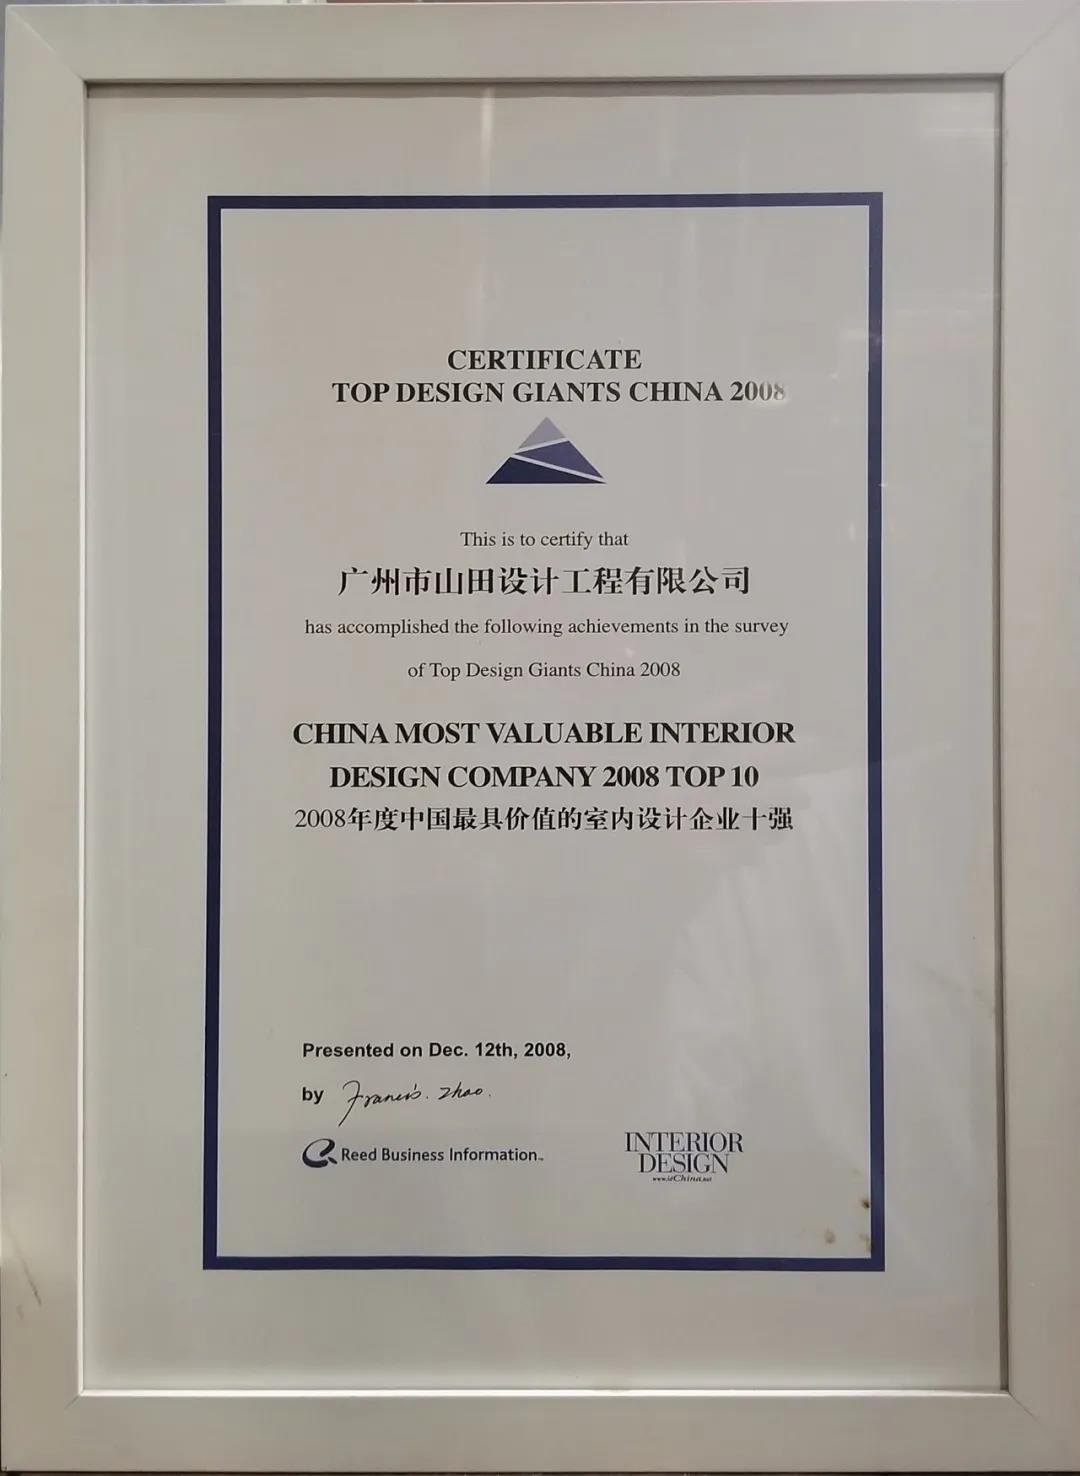 CERTIFICATE
TOP DESIGN GIANTS CHINA 2008
This is to certify that
广州市山田设计工程有限公司
has accomplished the following achievements in the survey
of Top Design Giants China 2008
CHINA MOST VALUABLE INTERIOR
DESIGN COMPANY 2008 TOP 10
2008年度中国最具价值的室内设计企业十强
Presented on Dec. 12th, 2008,
by Francis. Zhao.
Reed Business Information™
INTERIOR
DESIGN
www.idChina.net